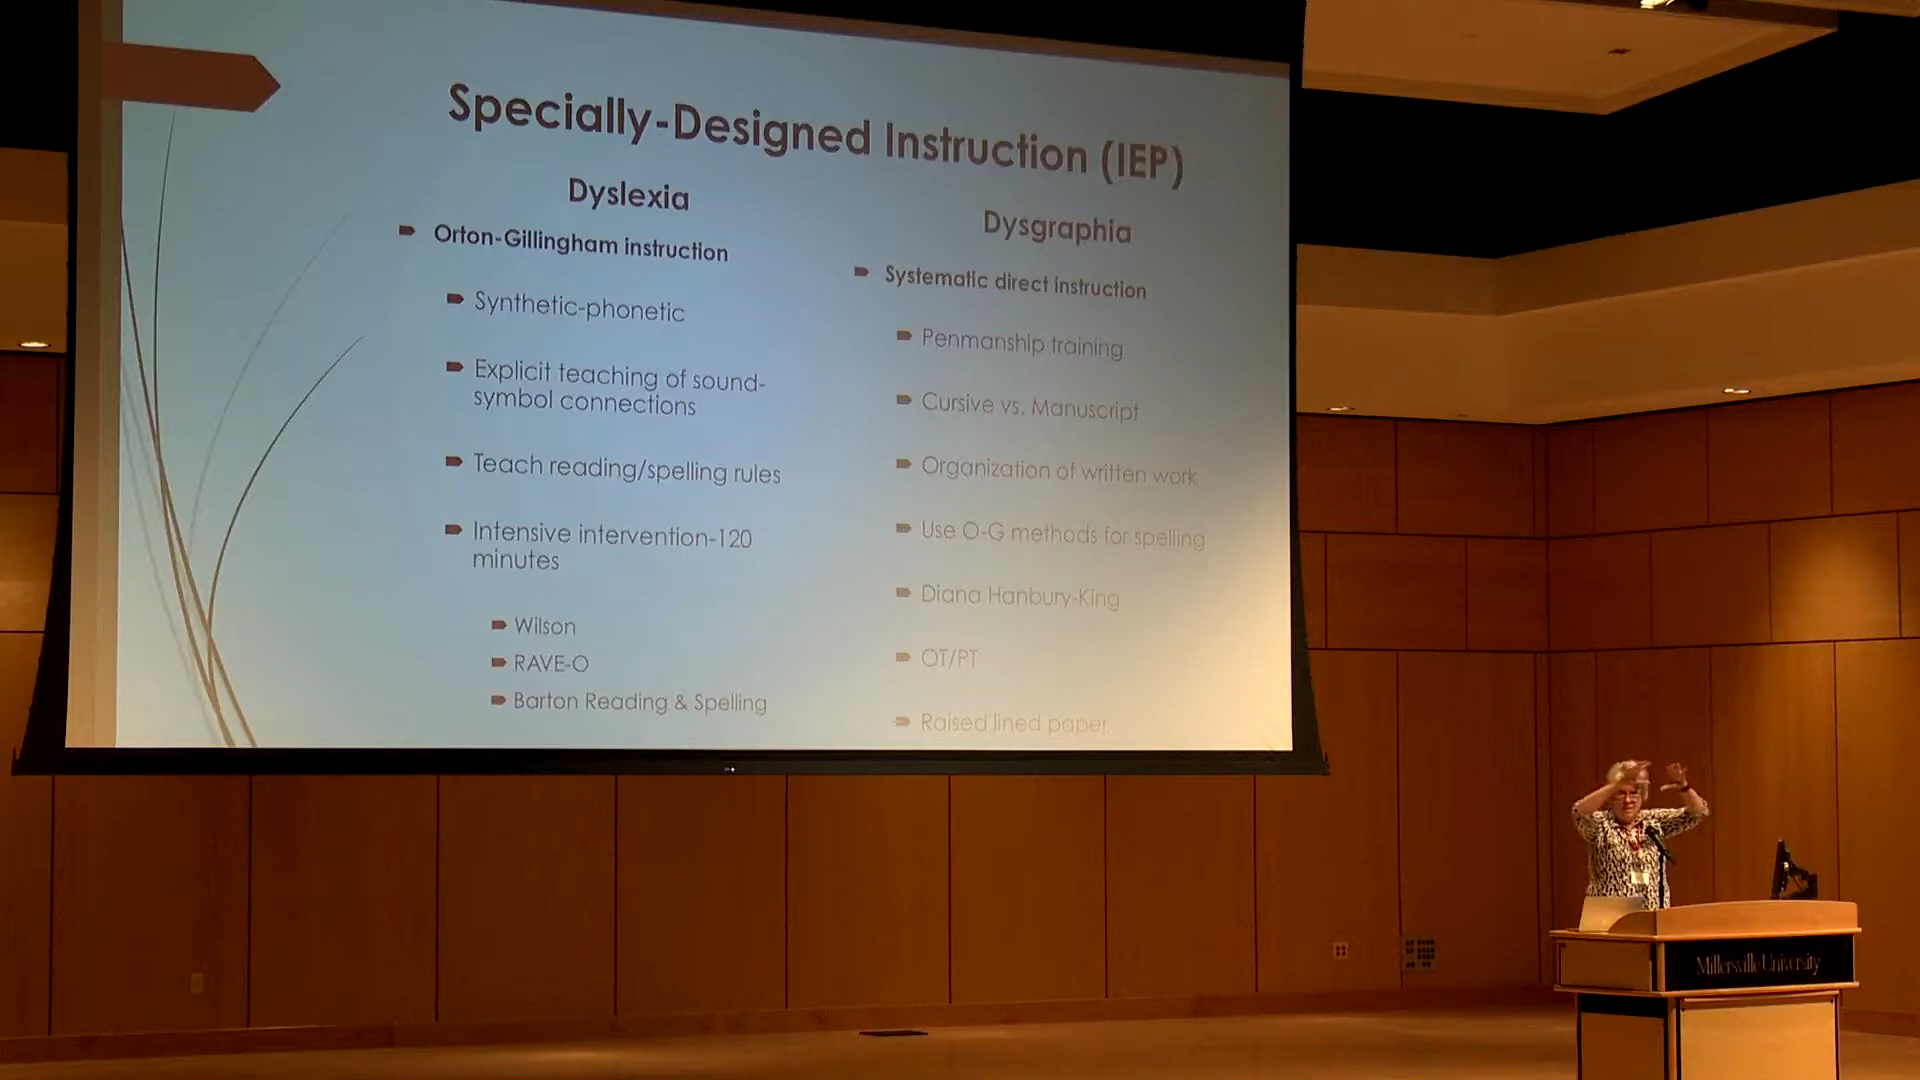 Specially-Designed Instruction (IEP)
Dyslexia
Orton-Gillingham instruction
Synthetic-phonetic
Explicit teaching of sound-
symbol connections
Teach reading/spelling rules
Intensive intervention-120
minutes
Wilson
RAVE-O
Barton Reading & Spelling
Dysgraphia
Systematic direct instruction
Penmanship training
Cursive vs. Manuscript
Organization of written work
Use O-G methods for spelling
Diana Hanbury-King
OT/PT
Raised lined paper
Millersville University